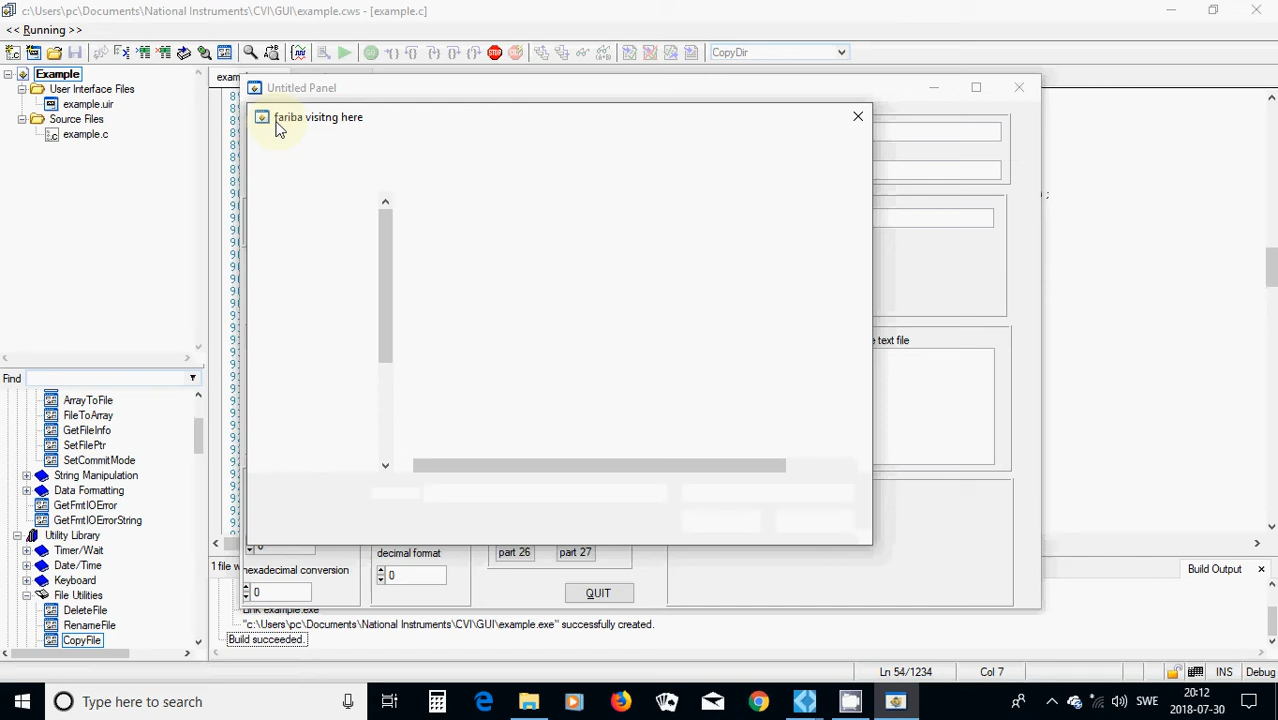 c:\Users\pc\Documents\National Instruments\CVI\GUI\example.cws - [example.c]
<< Running >>
CopyDir
Example
User Interface Files
example.uir
Source Files
example.c
Untitled Panel
fariba visitng here
e text file
Find
ArrayToFile
FileToArray
GetFileInfo
SetFilePtr
SetCommitMode
String Manipulation
Data Formatting
GetFmtIOError
GetFmtIOErrorString
Utility Library
Timer/Wait
Date/Time
Keyboard
File Utilities
DeleteFile
RenameFile
CopyFile
decimal format
0
part 26
part 27
hexadecimal conversion
0
QUIT
1 file w
Build Output
"c:\Users\pc\Documents\National Instruments\CVI\GUI\example.exe" successfully created.
Build succeeded.
Ln 54/1234
Col 7
INS
Debug
Type here to search
SWE
20:12
2018-07-30